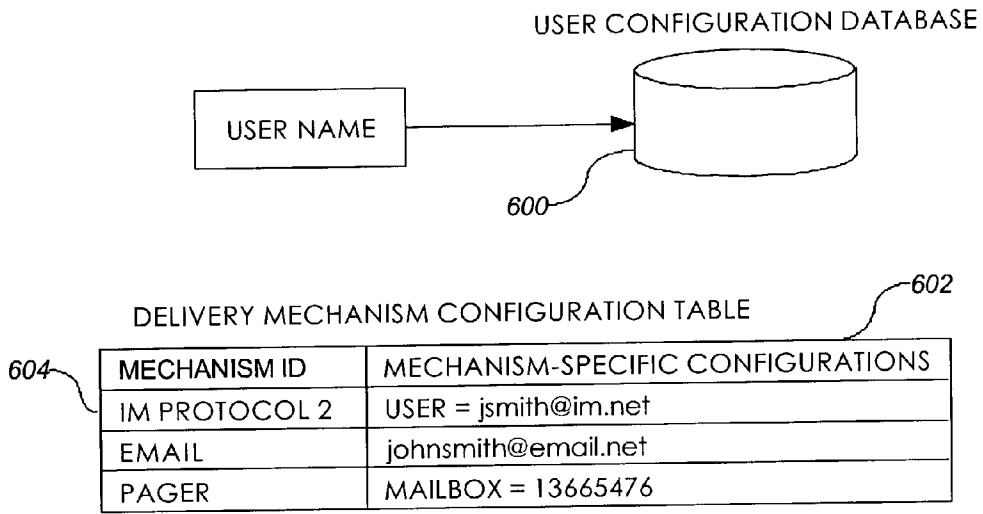 USER CONFIGURATION DATABASE
USER NAME
600
602
DELIVERY MECHANISM CONFIGURATION TABLE
604
MECHANISM ID MECHANISM-SPECIFIC CONFIGURATIONS
IM PROTOCOL 2 USER = jsmith@im.net
EMAIL johnsmith@email.net
PAGER MAILBOX = 13665476